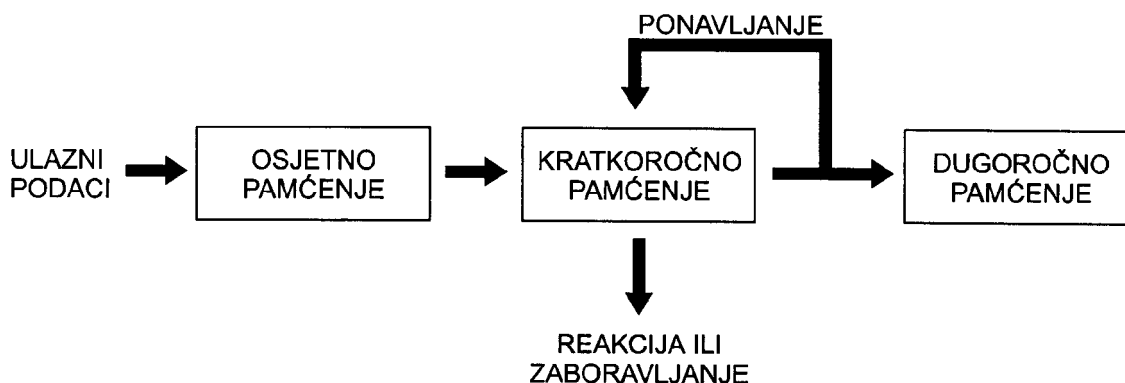 PONAVLJANJE
ULAZNI
PODACI
OSJETNO
PAMĆENJE
KRATKOROČNO
PAMĆENJE
DUGOROČNO
PAMĆENJE
REAKCIJA ILI
ZABORAVLJANJE